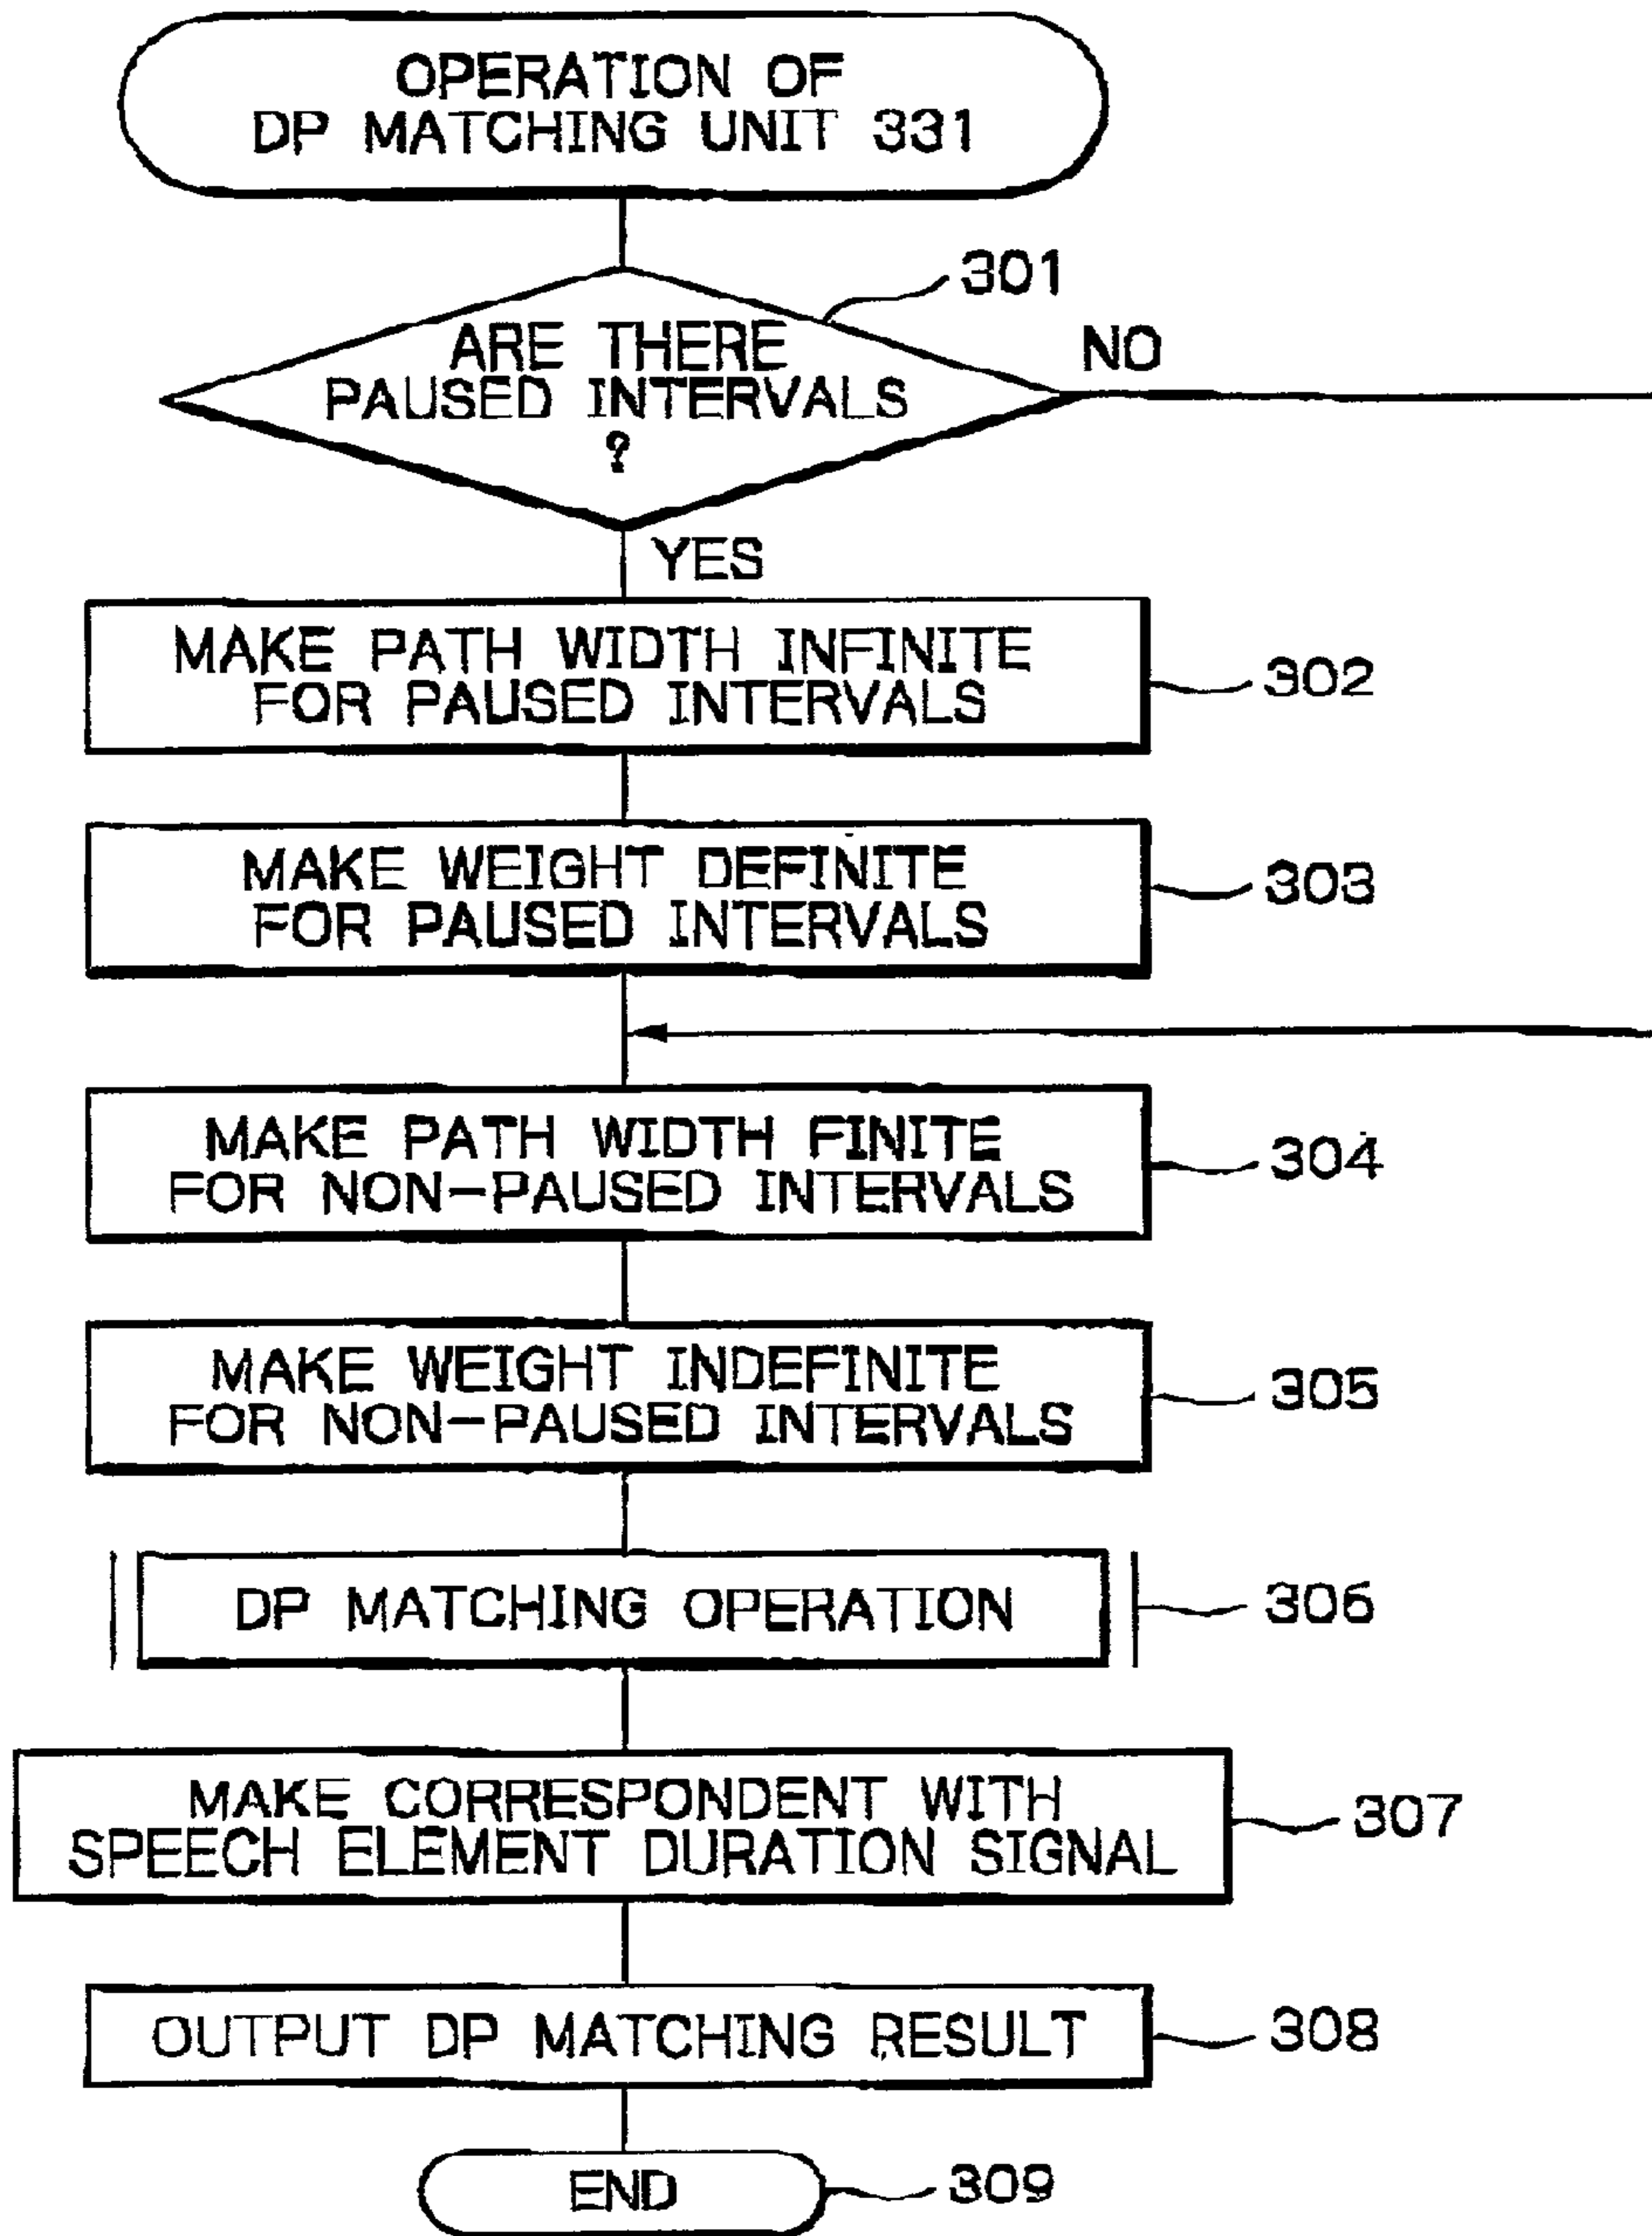 OPERATION OF
DP MATCHING UNIT 331
301
ARE THERE
PAUSED INTERVALS
?
NO
YES
MAKE PATH WIDTH INFINITE
FOR PAUSED INTERVALS
302
MAKE WEIGHT DEFINITE
FOR PAUSED INTERVALS
303
MAKE PATH WIDTH FINITE
FOR NON-PAUSED INTERVALS
304
MAKE WEIGHT INDEFINITE
FOR NON-PAUSED INTERVALS
305
DP MATCHING OPERATION
306
MAKE CORRESPONDENT WITH
SPEECH ELEMENT DURATION SIGNAL
307
OUTPUT DP MATCHING RESULT
308
END
309